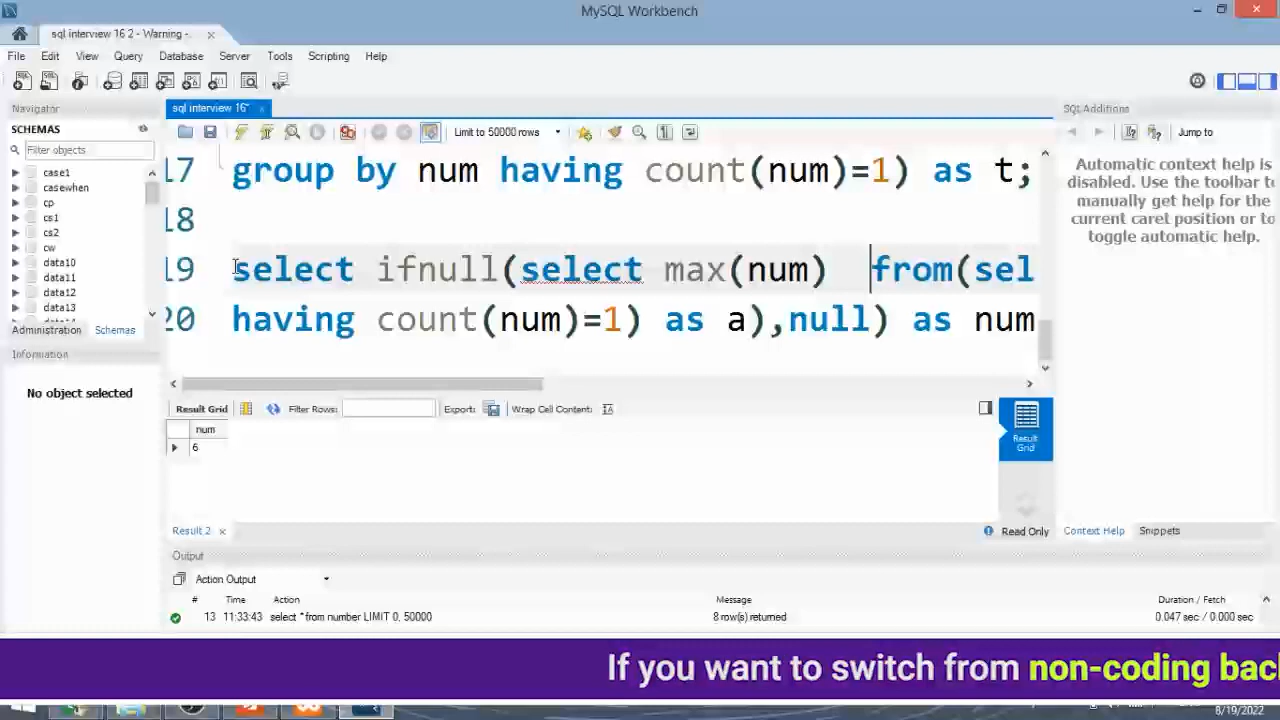 MySQL Workbench
sql interview 16 2 - Warning -
File Edit View Query Database Server Tools Scripting Help
Navigator
SCHEMAS
Filter objects
case1
casewhen
cp
cs1
cs2
cw
data10
data11
data12
data13
Administration Schemas
Information
No object selected
sql interview 16*
Limit to 50000 rows
17 group by num having count(num)=1) as t;
18
19 select ifnull(select max(num) from(sel
20 having count(num)=1) as a),null) as num
Result Grid Filter Rows: Export: Wrap Cell Content:
num
6
Result Grid
Result 2
Read Only
Output
Action Output
# Time Action Message Duration / Fetch
13 11:33:43 select * from number LIMIT 0, 50000 8 row(s) returned 0.047 sec / 0.000 sec
SQL Additions
Jump to
Automatic context help is
disabled. Use the toolbar to
manually get help for the
current caret position or to
toggle automatic help.
Context Help Snippets
If you want to switch from non-coding bac
8/19/2022